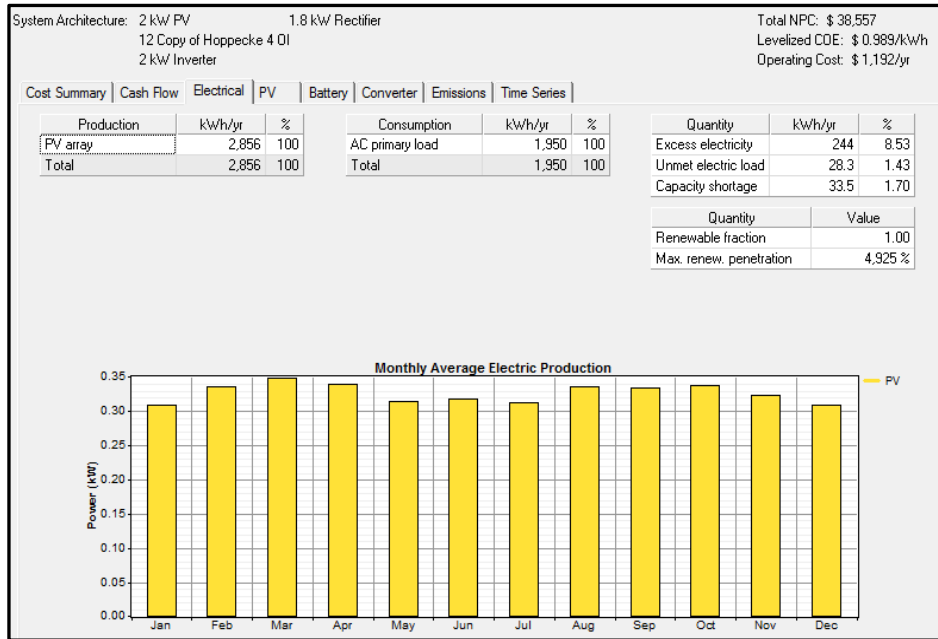 System Architecture: 2 kW PV 1.8 kW Rectifier Total NPC: $ 38,557
12 Copy of Hoppecke 4 OI Levelized COE: $ 0.989/kWh
2 kW Inverter Operating Cost: $ 1,192/yr
Cost Summary Cash Flow Electrical PV Battery Converter Emissions Time Series
Production kWh/yr % Consumption kWh/yr % Quantity kWh/yr %
PV array 2,856 100 AC primary load 1,950 100 Excess electricity 244 8.53
Total 2,856 100 Total 1,950 100 Unmet electric load 28.3 1.43
Capacity shortage 33.5 1.70
Quantity Value
Renewable fraction 1.00
Max. renew. penetration 4,925 %
Monthly Average Electric Production
PV
Power (kW)
0.35
0.30
0.25
0.20
0.15
0.10
0.05
0.00
Jan Feb Mar Apr May Jun Jul Aug Sep Oct Nov Dec